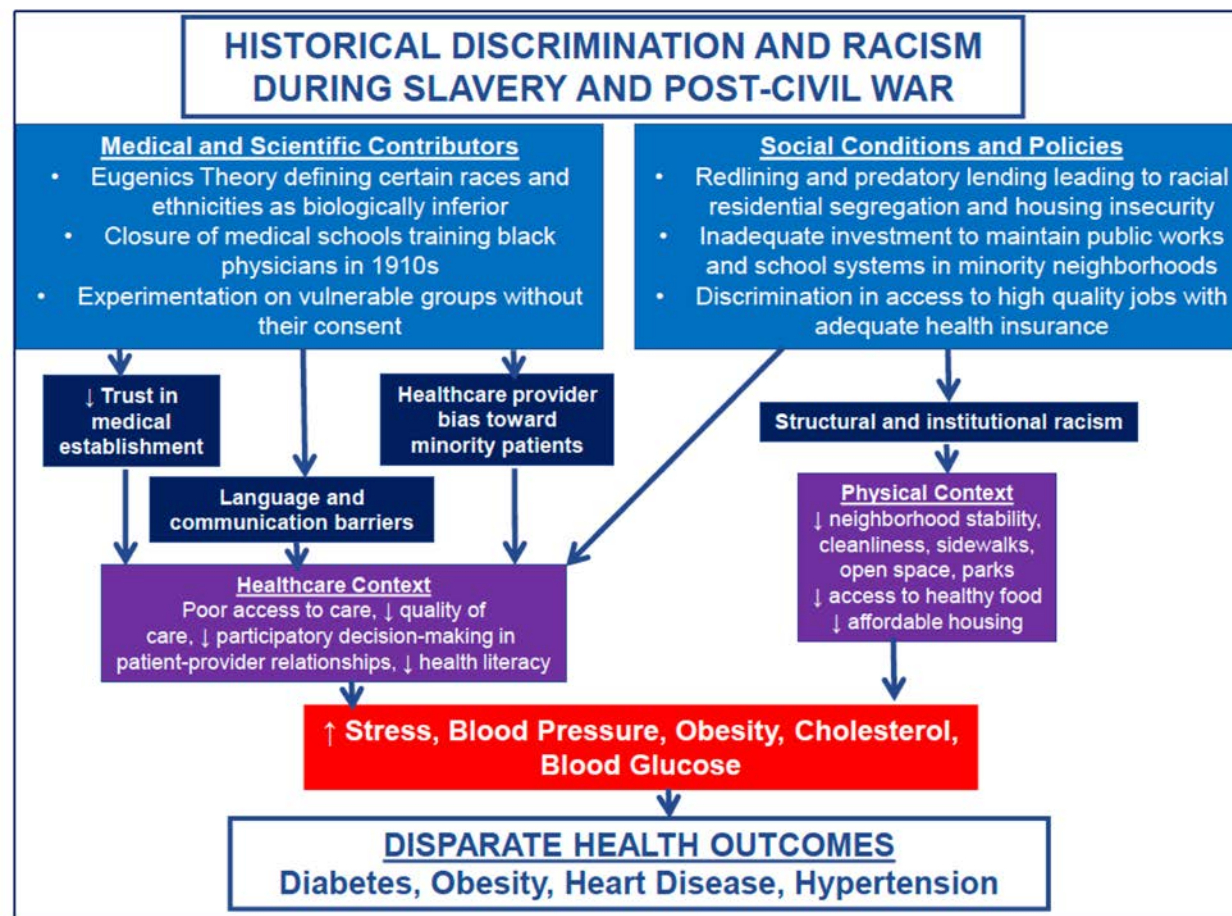 HISTORICAL DISCRIMINATION AND RACISM
DURING SLAVERY AND POST-CIVIL WAR
Medical and Scientific Contributors
• Eugenics Theory defining certain races and
ethnicities as biologically inferior
• Closure of medical schools training black
physicians in 1910s
• Experimentation on vulnerable groups without
their consent
Social Conditions and Policies
• Redlining and predatory lending leading to racial
residential segregation and housing insecurity
• Inadequate investment to maintain public works
and school systems in minority neighborhoods
• Discrimination in access to high quality jobs with
adequate health insurance
↓ Trust in
medical
establishment
Language and
communication barriers
Healthcare provider
bias toward
minority patients
Structural and institutional racism
Healthcare Context
Poor access to care, ↓ quality of
care, ↓ participatory decision-making in
patient-provider relationships, ↓ health literacy
Physical Context
↓ neighborhood stability,
cleanliness, sidewalks,
open space, parks
↓ access to healthy food
↓ affordable housing
↑ Stress, Blood Pressure, Obesity, Cholesterol,
Blood Glucose
DISPARATE HEALTH OUTCOMES
Diabetes, Obesity, Heart Disease, Hypertension